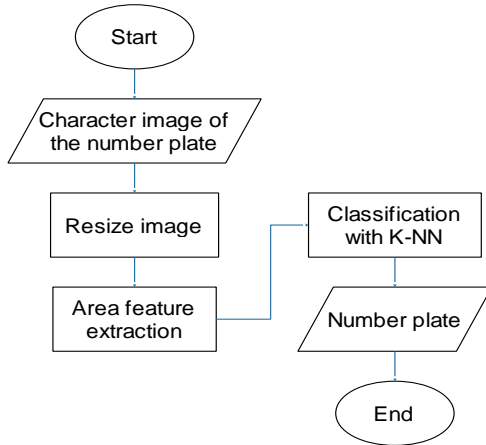 Start
Character image of
the number plate
Resize image
Area feature
extraction
Classification
with K-NN
Number plate
End